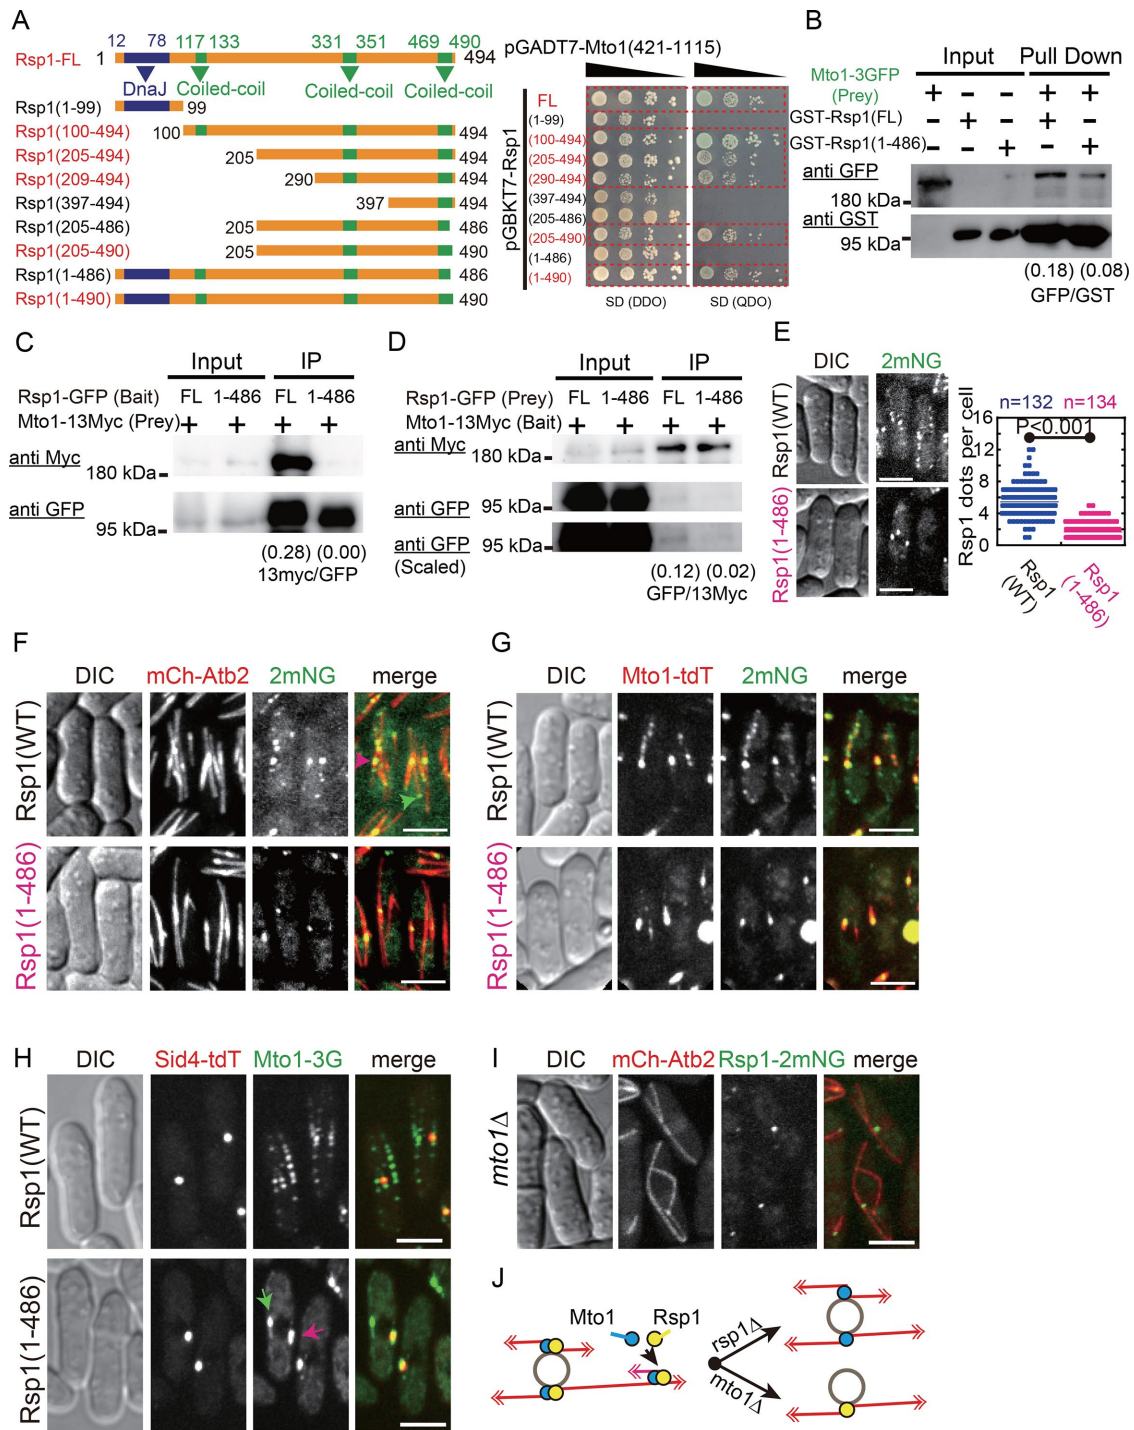 A
12 78 117 133 331 351 469 490
Rsp1-FL 1 494
DnaJ Coiled-coil Coiled-coil Coiled-coil
Rsp1(1-99) 99
Rsp1(100-494) 100 494
Rsp1(205-494) 205 494
Rsp1(209-494) 290 494
Rsp1(397-494) 397 494
Rsp1(205-486) 205 486
Rsp1(205-490) 205 490
Rsp1(1-486) 486
Rsp1(1-490) 490
pGADT7-Mto1(421-1115)
pGBKT7-Rsp1
FL
(1-99)
(100-494)
(205-494)
(290-494)
(397-494)
(205-486)
(205-490)
(1-486)
(1-490)
SD (DDO) SD (QDO)
B
Input Pull Down
Mto1-3GFP
(Prey) + − − + +
GST-Rsp1(FL)
− + − + −
GST-Rsp1(1-486)
− − + − +
anti GFP
180 kDa
anti GST
95 kDa
(0.18) (0.08)
GFP/GST
C
Input IP
Rsp1-GFP (Bait) FL 1-486 FL 1-486
Mto1-13Myc (Prey) + + + +
anti Myc
180 kDa
anti GFP
95 kDa
(0.28) (0.00)
13myc/GFP
D
Input IP
Rsp1-GFP (Prey) FL 1-486 FL 1-486
Mto1-13Myc (Bait) + + + +
anti Myc
180 kDa
anti GFP 95 kDa
anti GFP 95 kDa
(Scaled)
(0.12) (0.02)
GFP/13Myc
E
DIC 2mNG
Rsp1(WT)
Rsp1(1-486)
n=132 n=134
P<0.001
Rsp1 dots per cell
16
12
8
4
0
Rsp1
(WT)
Rsp1
(1-486)
F
DIC mCh-Atb2 2mNG merge
Rsp1(WT)
Rsp1(1-486)
G
DIC Mto1-tdT 2mNG merge
Rsp1(WT)
Rsp1(1-486)
H
DIC Sid4-tdT Mto1-3G merge
Rsp1(WT)
Rsp1(1-486)
I
DIC mCh-Atb2 Rsp1-2mNG merge
mto1Δ
J
Mto1 Rsp1
rsp1Δ
mto1Δ